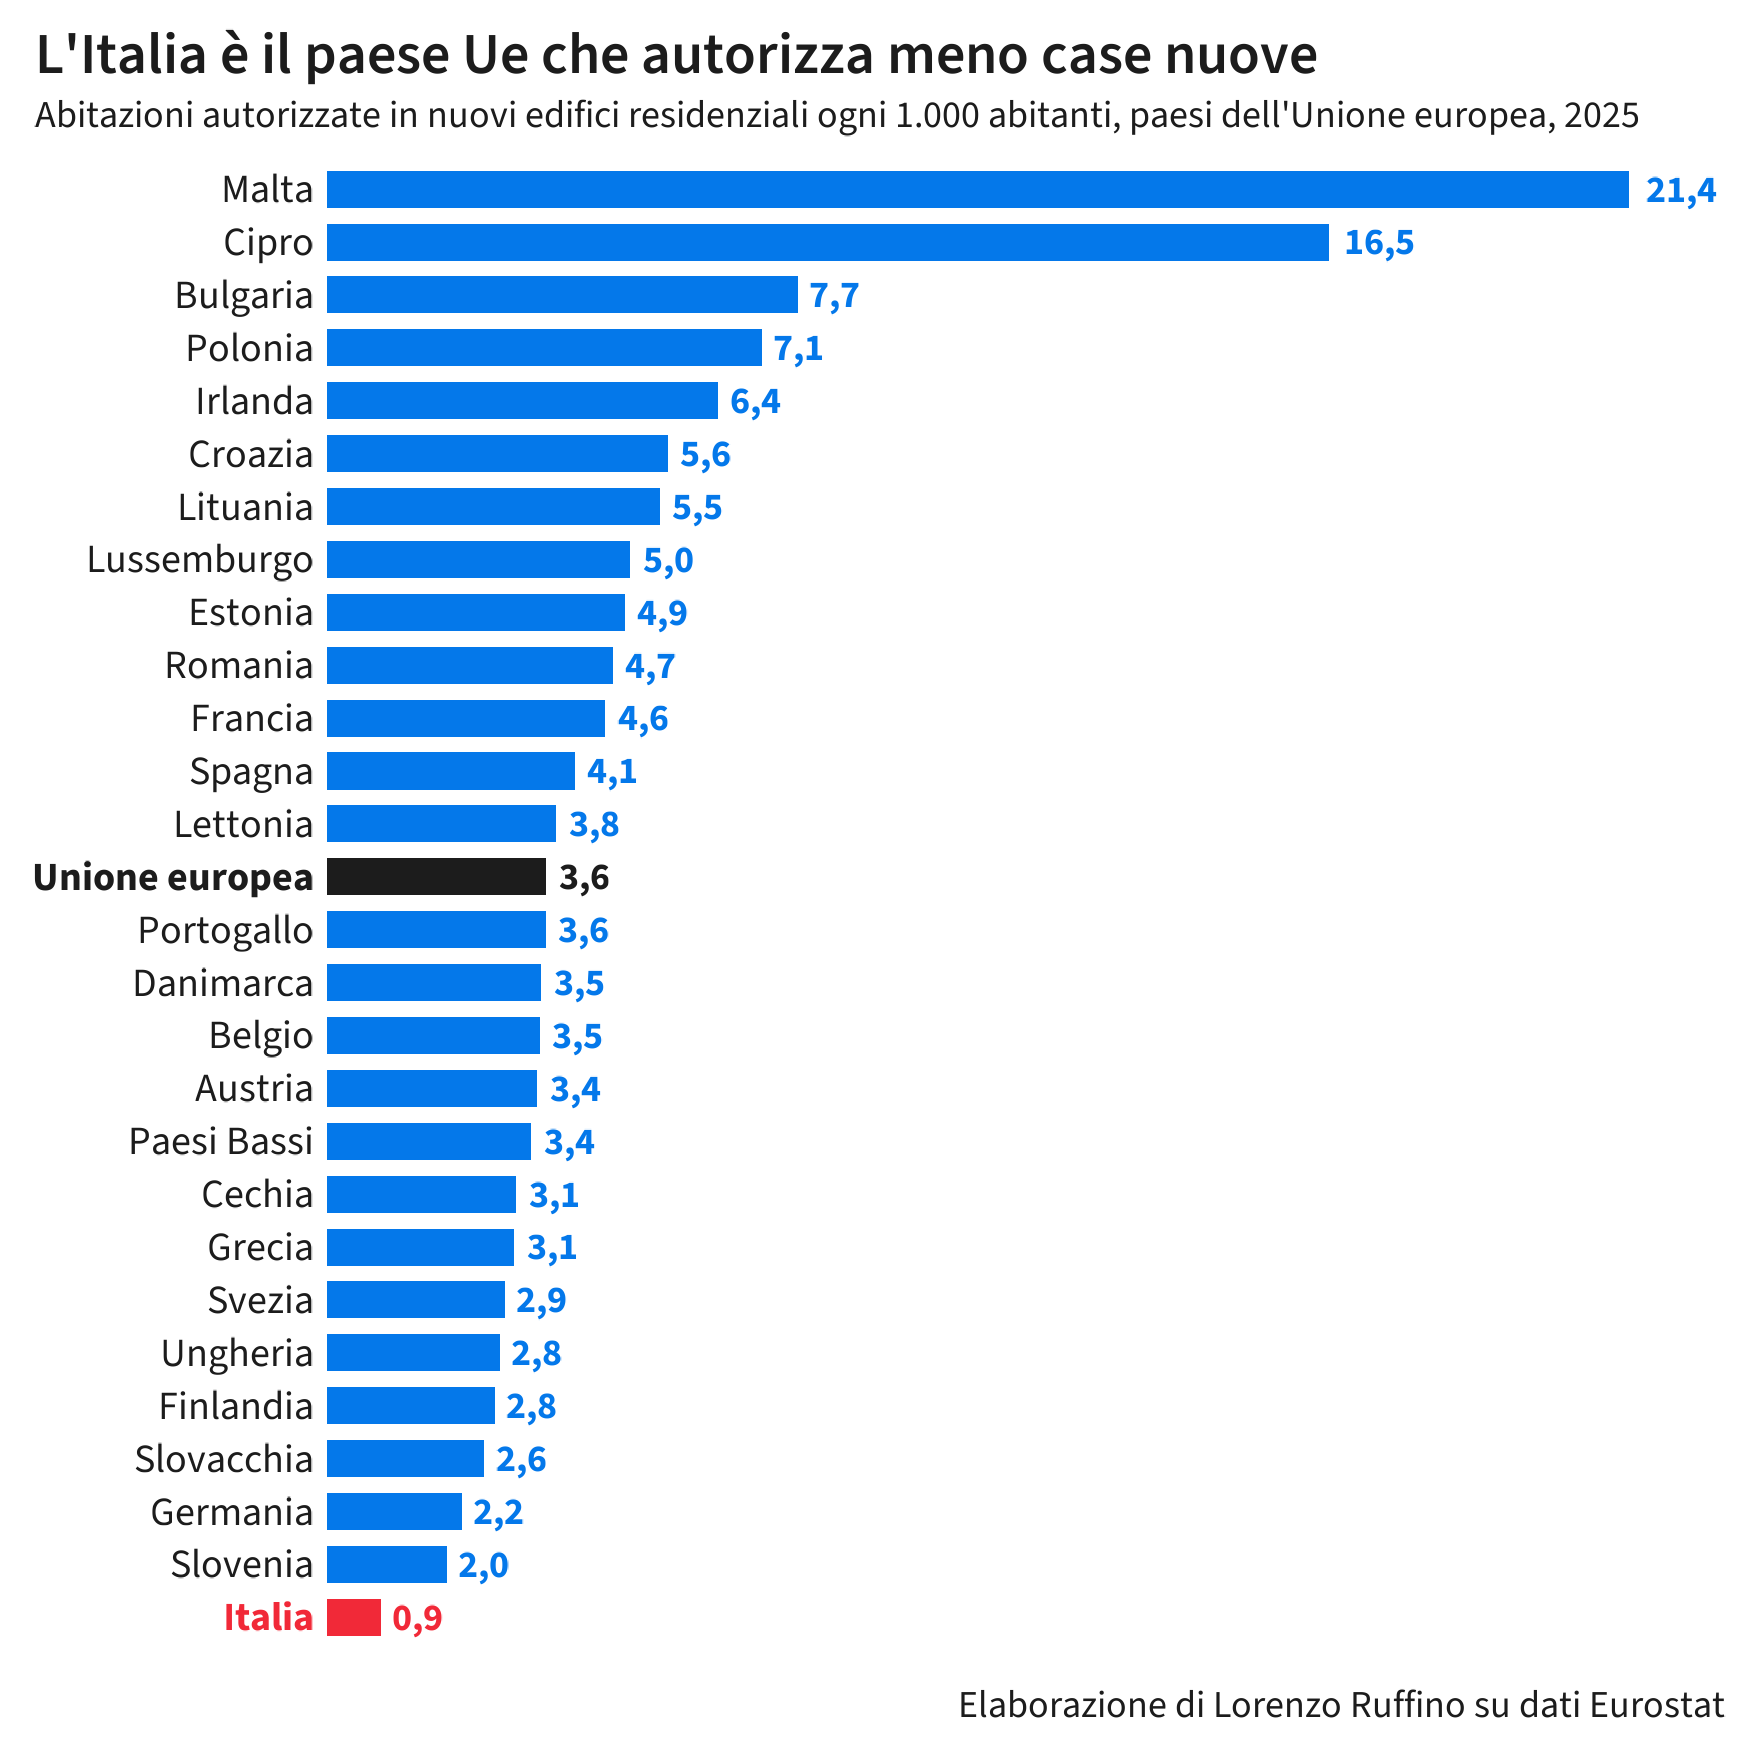 L'Italia è il paese Ue che autorizza meno case nuove
Abitazioni autorizzate in nuovi edifici residenziali ogni 1.000 abitanti, paesi dell'Unione europea, 2025
Malta 21,4
Cipro 16,5
Bulgaria 7,7
Polonia 7,1
Irlanda 6,4
Croazia 5,6
Lituania 5,5
Lussemburgo 5,0
Estonia 4,9
Romania 4,7
Francia 4,6
Spagna 4,1
Lettonia 3,8
Unione europea 3,6
Portogallo 3,6
Danimarca 3,5
Belgio 3,5
Austria 3,4
Paesi Bassi 3,4
Cechia 3,1
Grecia 3,1
Svezia 2,9
Ungheria 2,8
Finlandia 2,8
Slovacchia 2,6
Germania 2,2
Slovenia 2,0
Italia 0,9
Elaborazione di Lorenzo Ruffino su dati Eurostat